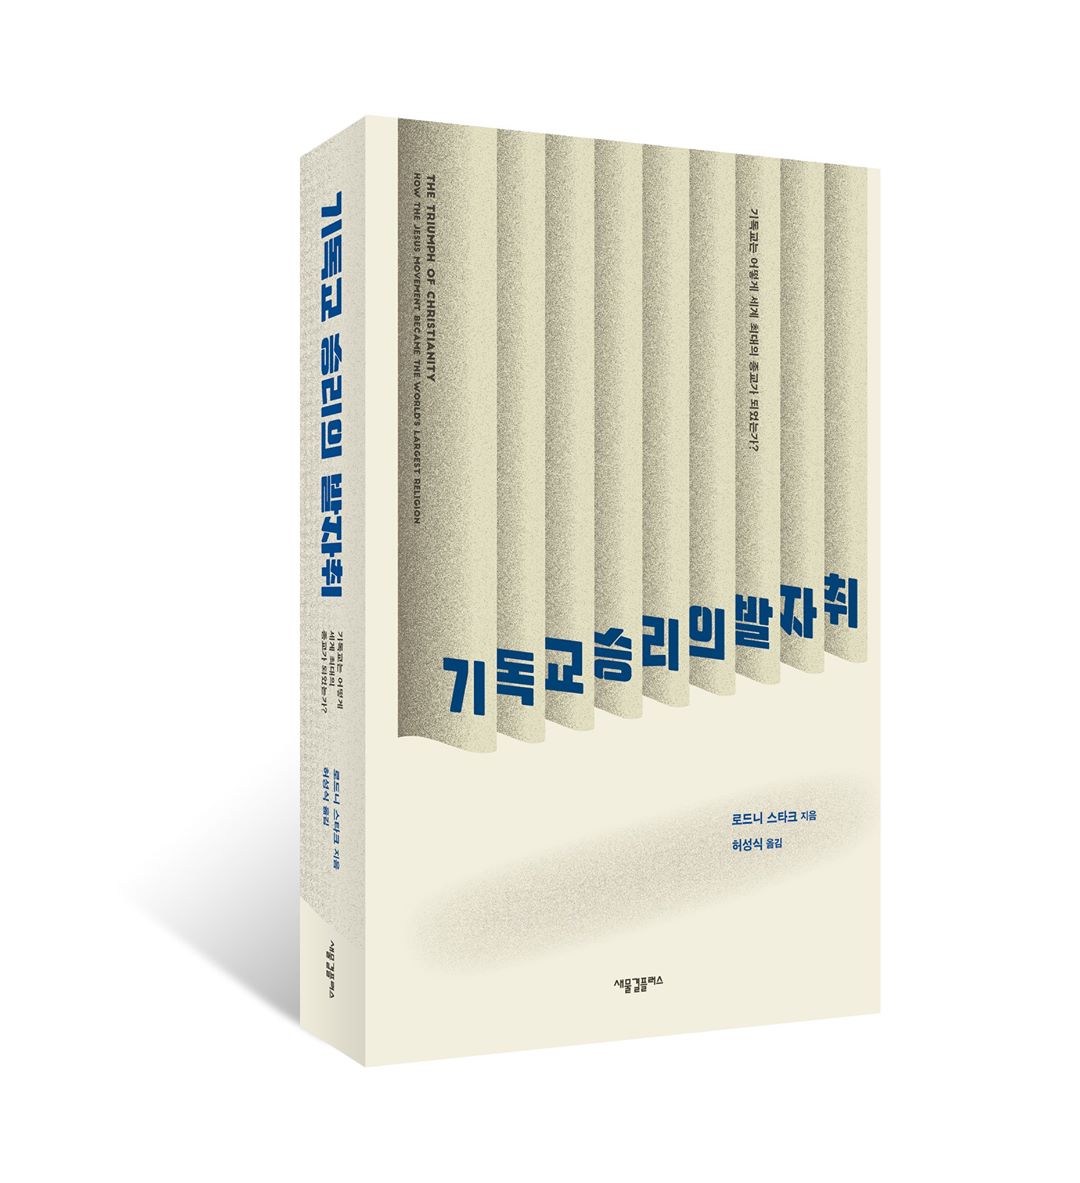 기독교 승리의 발자취
기독교는 어떻게
세계 최대의
종교가 되었는가?
로드니 스타크 지음
허성식 옮김
새물결플러스
THE TRIUMPH OF CHRISTIANITY
HOW THE JESUS MOVEMENT BECAME THE WORLD'S LARGEST RELIGION
기독교는 어떻게 세계 최대의 종교가 되었는가?
기독교승리의발자취
로드니 스타크 지음
허성식 옮김
새물결플러스